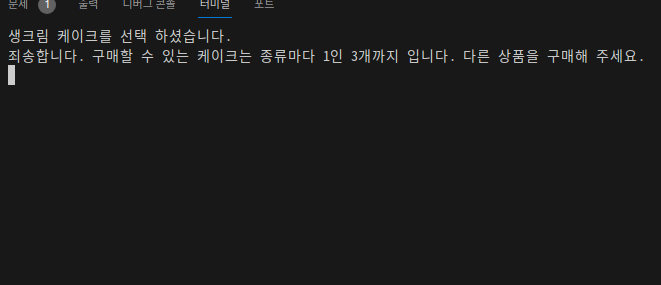 문제 1 출력 디버그 콘솔 터미널 포트
생크림 케이크를 선택 하셨습니다.
죄송합니다. 구매할 수 있는 케이크는 종류마다 1인 3개까지 입니다. 다른 상품을 구매해 주세요.